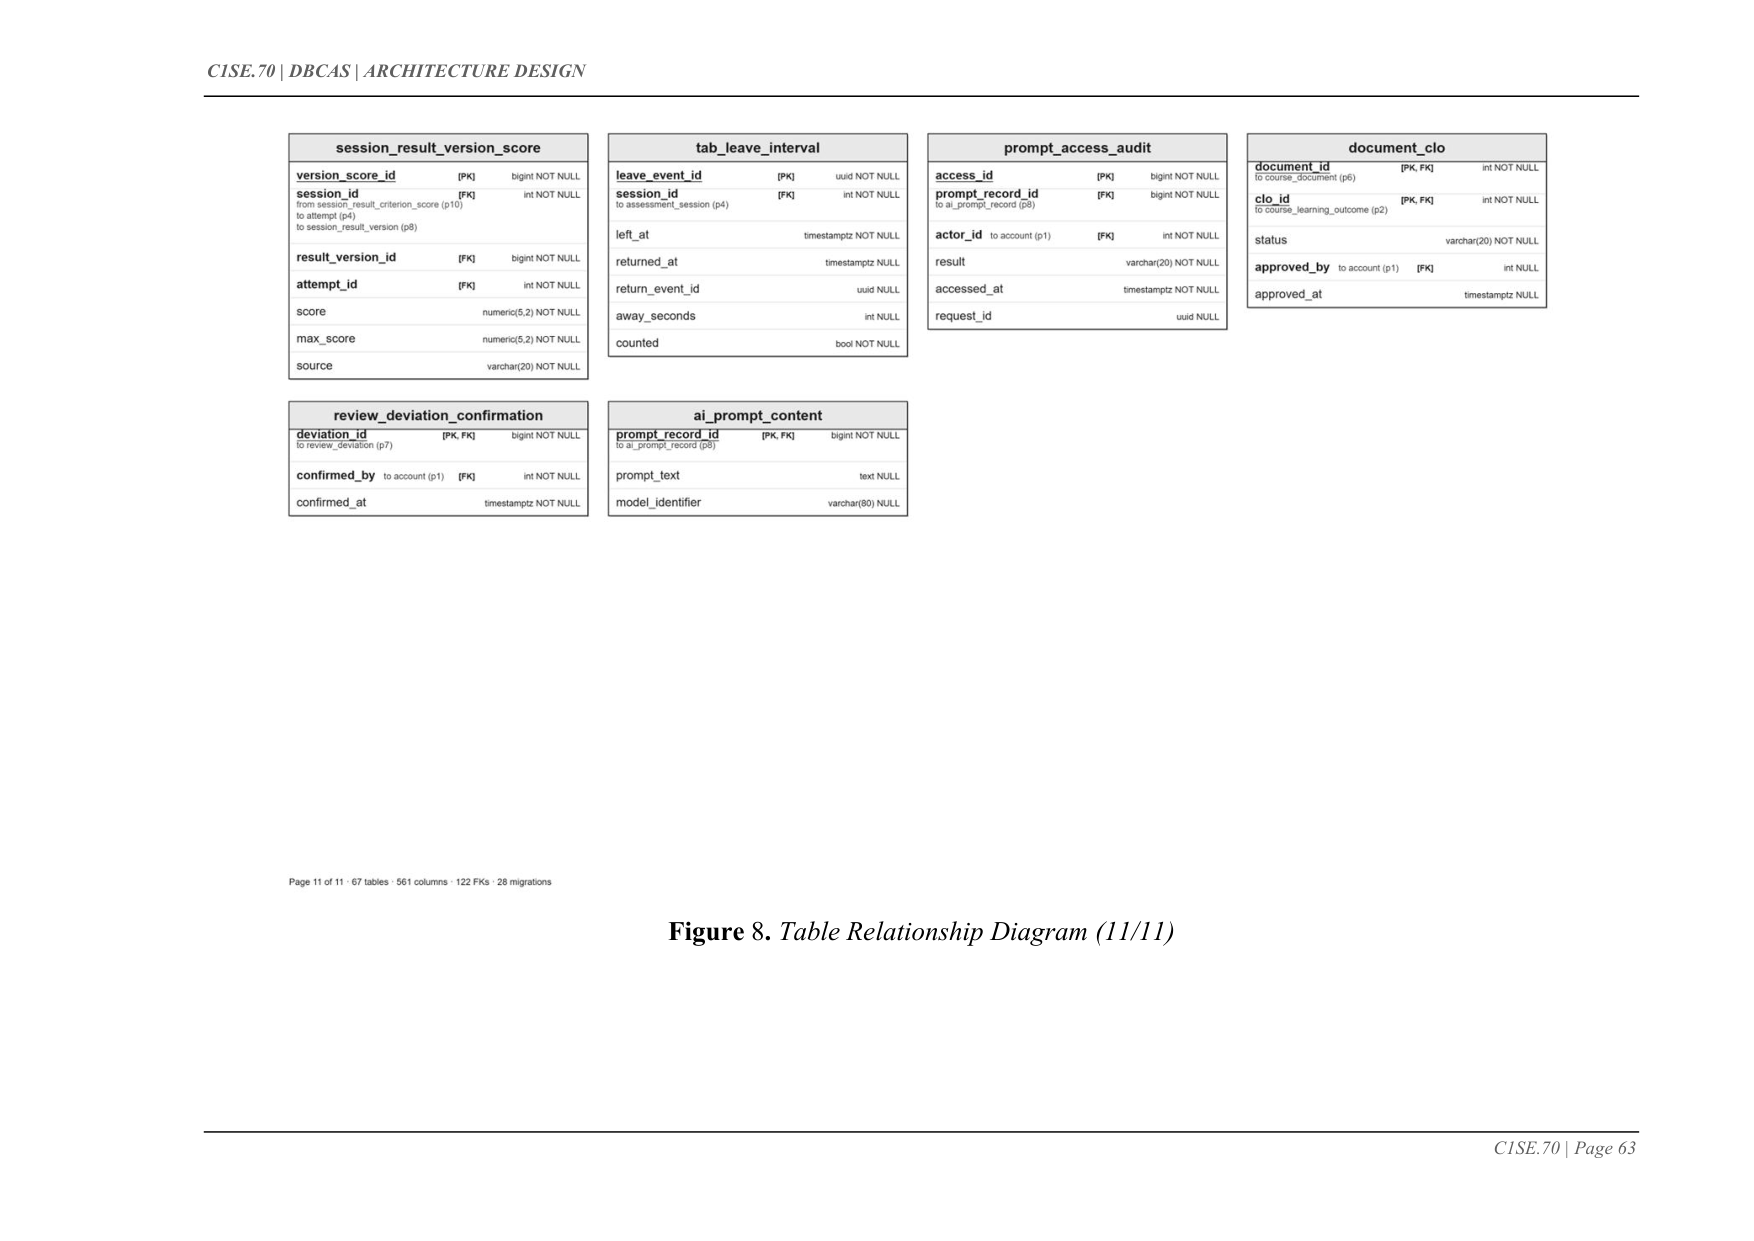 C1SE.70 | DBCAS | ARCHITECTURE DESIGN
session_result_version_score
version_score_id [PK] bigint NOT NULL
session_id [FK] int NOT NULL
from session_result_criterion_score (p10)
to attempt (p4)
to session_result_version (p8)
result_version_id [FK] bigint NOT NULL
attempt_id [FK] int NOT NULL
score numeric(5,2) NOT NULL
max_score numeric(5,2) NOT NULL
source varchar(20) NOT NULL
tab_leave_interval
leave_event_id [PK] uuid NOT NULL
session_id [FK] int NOT NULL
to assessment_session (p4)
left_at timestamptz NOT NULL
returned_at timestamptz NULL
return_event_id uuid NULL
away_seconds int NULL
counted bool NOT NULL
prompt_access_audit
access_id [PK] bigint NOT NULL
prompt_record_id [FK] bigint NOT NULL
to ai_prompt_record (p8)
actor_id to account (p1) [FK] int NOT NULL
result varchar(20) NOT NULL
accessed_at timestamptz NOT NULL
request_id uuid NULL
document_clo
document_id [PK, FK] int NOT NULL
to course_document (p6)
clo_id [PK, FK] int NOT NULL
to course_learning_outcome (p2)
status varchar(20) NOT NULL
approved_by to account (p1) [FK] int NULL
approved_at timestamptz NULL
review_deviation_confirmation
deviation_id [PK, FK] bigint NOT NULL
to review_deviation (p7)
confirmed_by to account (p1) [FK] int NOT NULL
confirmed_at timestamptz NOT NULL
ai_prompt_content
prompt_record_id [PK, FK] bigint NOT NULL
to ai_prompt_record (p8)
prompt_text text NULL
model_identifier varchar(80) NULL
Page 11 of 11 · 67 tables · 561 columns · 122 FKs · 28 migrations
Figure 8. Table Relationship Diagram (11/11)
C1SE.70 | Page 63